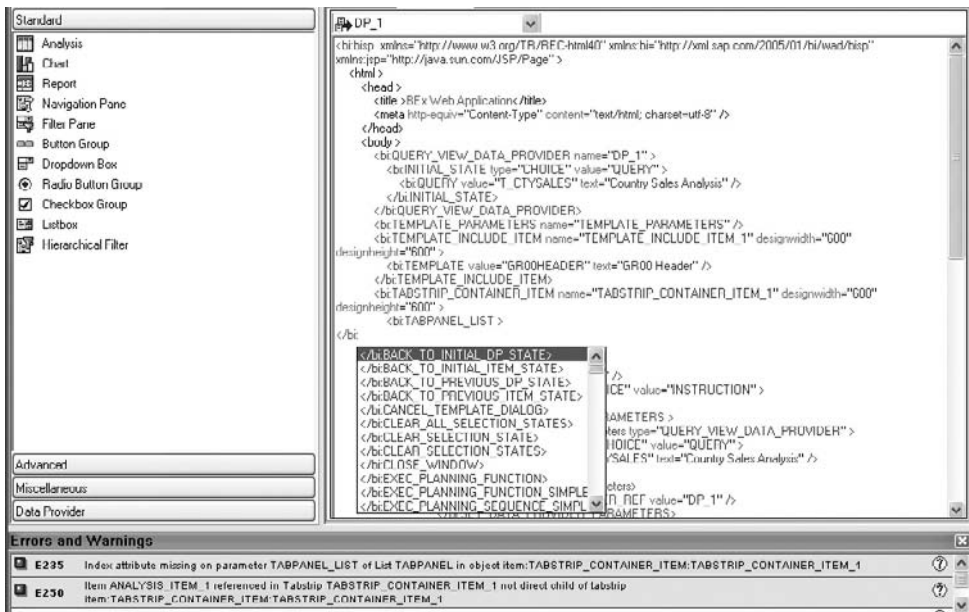 Standard
Analysis
Chart
Report
Navigation Pane
Filter Pane
Button Group
Dropdown Box
Radio Button Group
Checkbox Group
Listbox
Hierarchical Filter
Advanced
Miscellaneous
Data Provider
DP_1
<bi:bisp xmlns="http://www.w3.org/TR/REC-html40" xmlns:bi="http://xml.sap.com/2005/01/bi/wad/bisp"
xmlns:jsp="http://java.sun.com/JSP/Page" >
<html >
<head >
<title >BEx Web Application</title>
<meta http-equiv="Content-Type" content="text/html; charset=utf-8" />
</head>
<body >
<bi:QUERY_VIEW_DATA_PROVIDER name="DP_1" >
<bi:INITIAL_STATE type="CHOICE" value="QUERY" >
<bi:QUERY value="T_CTYSALES" text="Country Sales Analysis" />
</bi:INITIAL_STATE>
</bi:QUERY_VIEW_DATA_PROVIDER>
<bi:TEMPLATE_PARAMETERS name="TEMPLATE_PARAMETERS" />
<bi:TEMPLATE_INCLUDE_ITEM name="TEMPLATE_INCLUDE_ITEM_1" designwidth="600"
designheight="600" >
<bi:TEMPLATE value="GR00HEADER" text="GR00 Header" />
</bi:TEMPLATE_INCLUDE_ITEM>
<bi:TABSTRIP_CONTAINER_ITEM name="TABSTRIP_CONTAINER_ITEM_1" designwidth="600"
designheight="600" >
<bi:TABPANEL_LIST >
</bi:
</bi:BACK_TO_INITIAL_DP_STATE>
</bi:BACK_TO_INITIAL_ITEM_STATE>
</bi:BACK_TO_PREVIOUS_DP_STATE>
</bi:BACK_TO_PREVIOUS_ITEM_STATE>
</bi:CANCEL_TEMPLATE_DIALOG>
</bi:CLEAR_ALL_SELECTION_STATES>
</bi:CLEAR_SELECTION_STATE>
</bi:CLEAR_SELECTION_STATES>
</bi:CLOSE_WINDOW>
</bi:EXEC_PLANNING_FUNCTION>
</bi:EXEC_PLANNING_FUNCTION_SIMPLE
</bi:EXEC_PLANNING_SEQUENCE_SIMPL
/>
ICE" value="INSTRUCTION" >
AMETERS >
ters type="QUERY_VIEW_DATA_PROVIDER" >
HOICE" value="QUERY" >
YSALES" text="Country Sales Analysis" />
eters>
R_REF value="DP_1" />
PARAMETERS>
Errors and Warnings
E235 Index attribute missing on parameter TABPANEL_LIST of List TABPANEL in object item:TABSTRIP_CONTAINER_ITEM:TABSTRIP_CONTAINER_ITEM_1
E250 Item ANALYSIS_ITEM_1 referenced in Tabstrip TABSTRIP_CONTAINER_ITEM_1 not direct child of tabstrip
item:TABSTRIP_CONTAINER_ITEM:TABSTRIP_CONTAINER_ITEM_1